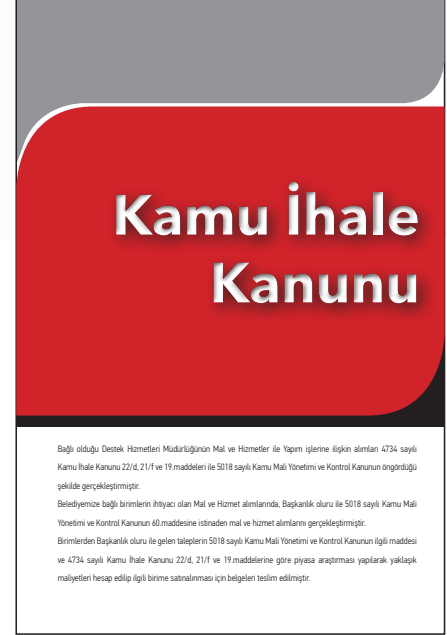 Kamu İhale
Kanunu
Bağlı olduğu Destek Hizmetleri Müdürlüğünün Mal ve Hizmetler ile Yapım işlerine ilişkin alımları 4734 sayılı
Kamu İhale Kanunu 22/d, 21/f ve 19.maddeleri ile 5018 sayılı Kamu Mali Yönetimi ve Kontrol Kanunun öngördüğü
şekilde gerçekleştirmiştir.
Belediyemize bağlı birimlerin ihtiyacı olan Mal ve Hizmet alımlarında, Başkanlık oluru ile 5018 sayılı Kamu Mali
Yönetimi ve Kontrol Kanunun 60.maddesine istinaden mal ve hizmet alımlarını gerçekleştirmiştir.
Birimlerden Başkanlık oluru ile gelen taleplerin 5018 sayılı Kamu Mali Yönetimi ve Kontrol Kanunun ilgili maddesi
ve 4734 sayılı Kamu İhale Kanunu 22/d, 21/f ve 19.maddelerine göre piyasa araştırması yapılarak yaklaşık
maliyetleri hesap edilip ilgili birime satınalınması için belgeleri teslim edilmiştir.